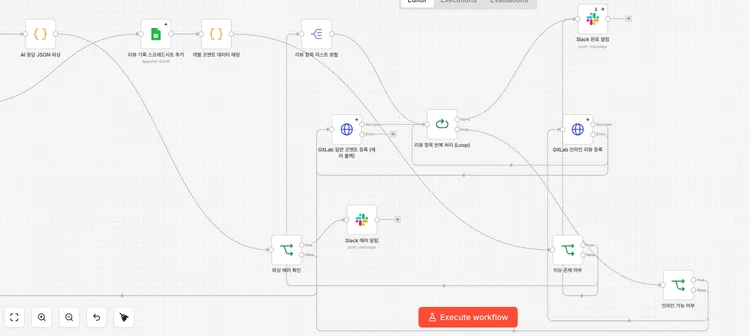 Editor
Executions
Evaluations
AI 응답 JSON 파싱
리뷰 기록 스프레드시트 추가
append: sheet
개별 코멘트 데이터 매핑
리뷰 항목 리스트 분할
Slack 완료 알림
post: message
GitLab 일반 코멘트 등록 (에
러 폴백)
Success
Error
리뷰 항목 반복 처리 (Loop)
done
loop
GitLab 인라인 리뷰 등록
Success
Error
Slack 에러 알림
post: message
파싱 에러 확인
true
false
이슈 존재 여부
true
false
인라인 가능 여부
true
false
Execute workflow